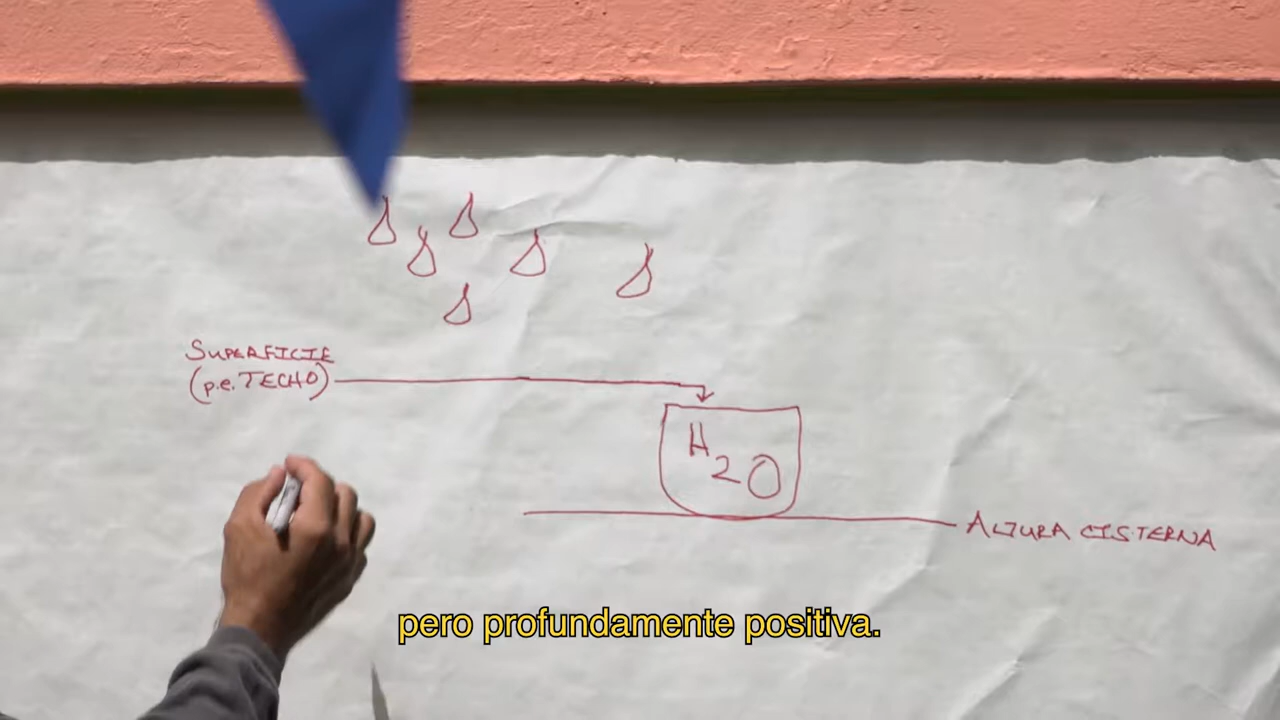 SUPERFICIE
(p.e. TECHO)
H2O
ALTURA CISTERNA
pero profundamente positiva.